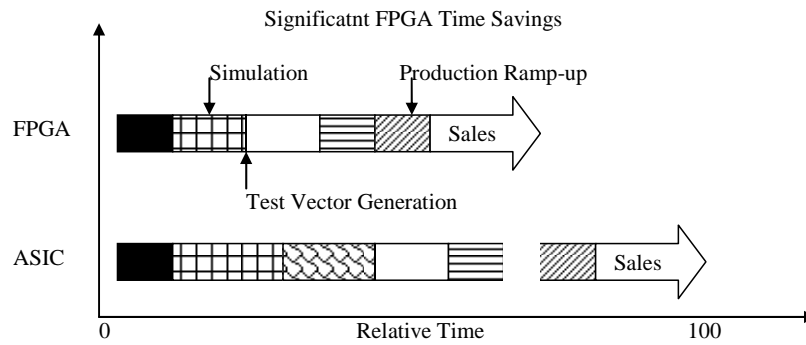 Significatnt FPGA Time Savings
Simulation
Production Ramp-up
FPGA
Sales
Test Vector Generation
ASIC
Sales
0
Relative Time
100